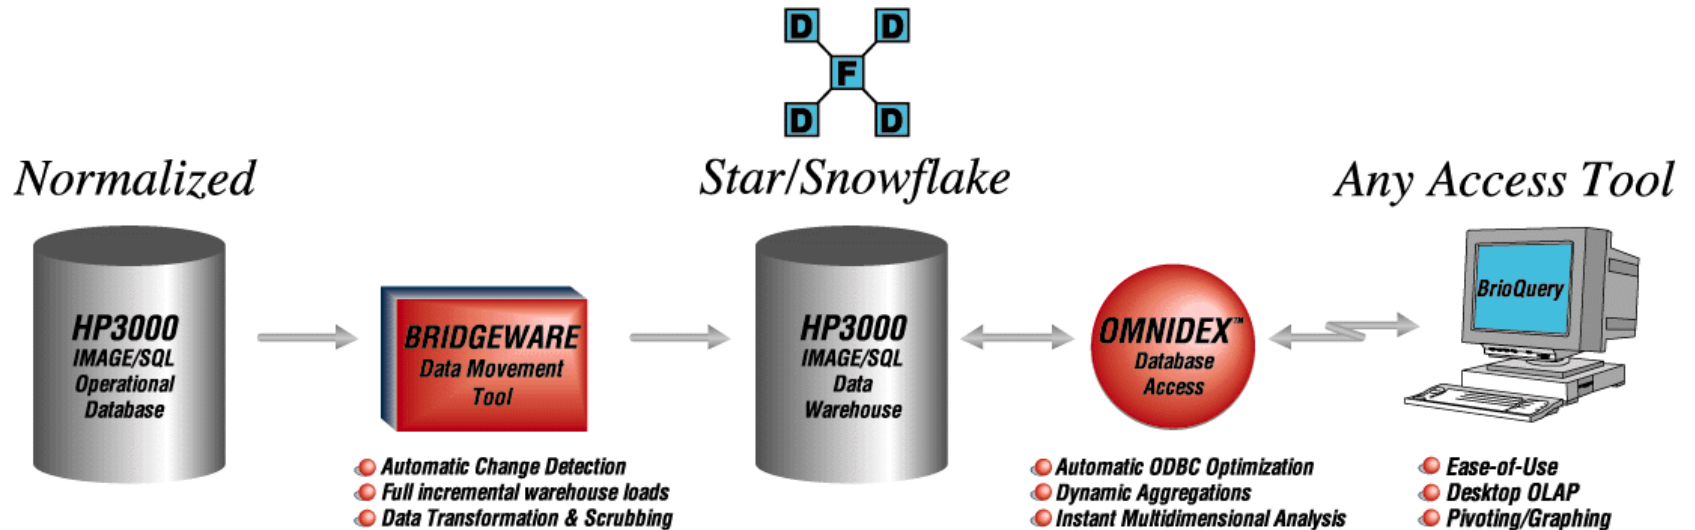 D D
F
D D
Normalized
Star/Snowflake
Any Access Tool
HP3000
IMAGE/SQL
Operational
Database
BRIDGEWARE
Data Movement
Tool
HP3000
IMAGE/SQL
Data
Warehouse
OMNIDEX™
Database
Access
BrioQuery
Automatic Change Detection
Full incremental warehouse loads
Data Transformation & Scrubbing
Automatic ODBC Optimization
Dynamic Aggregations
Instant Multidimensional Analysis
Ease-of-Use
Desktop OLAP
Pivoting/Graphing